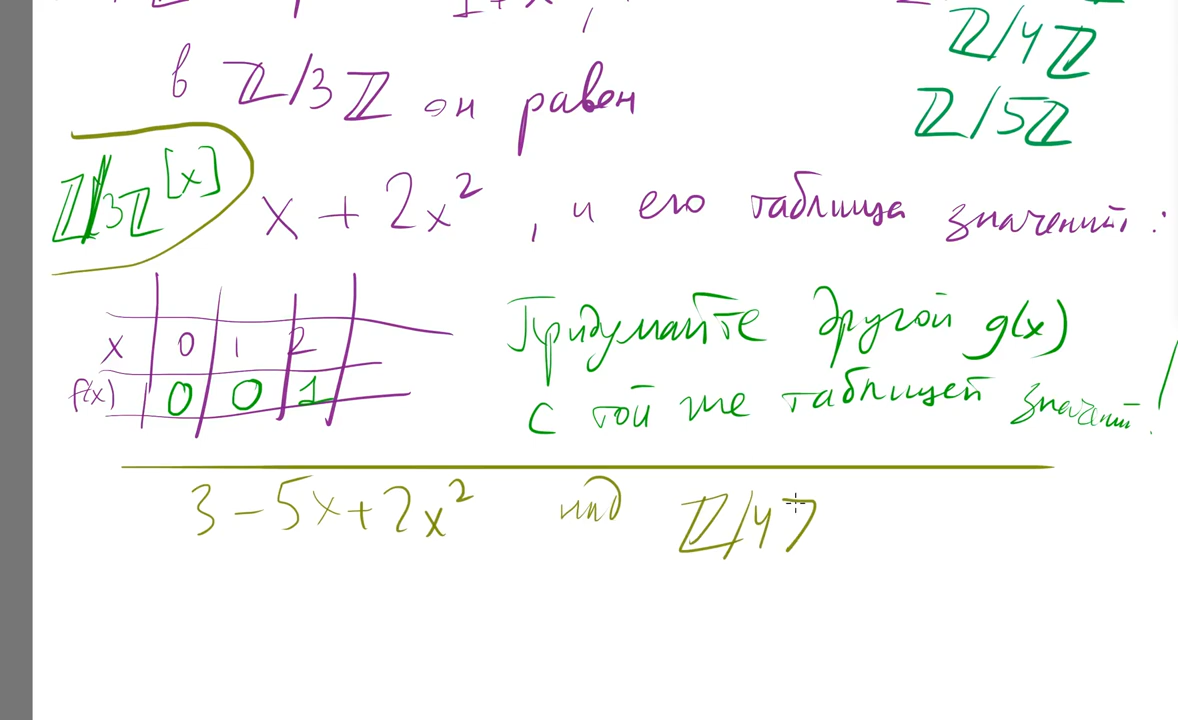 ℤ/4ℤ
в ℤ/3ℤ он равен
ℤ/5ℤ
ℤ/3ℤ[x] x + 2x², и его таблица значений:
x 0 1 2
f(x) 0 0 1
Придумайте другой g(x)
с той же таблицей значений!
3 - 5x + 2x² над ℤ/4